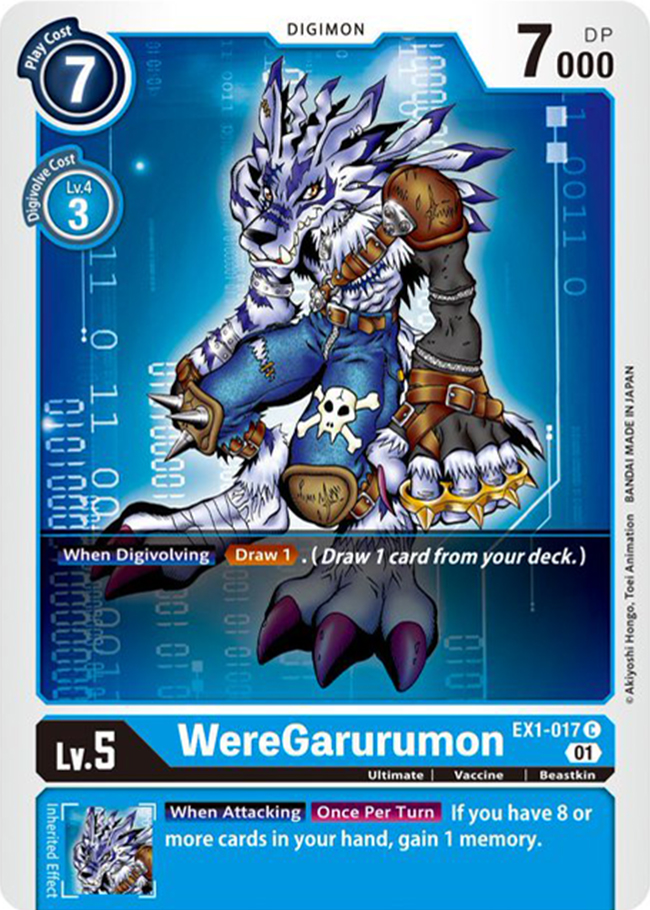 DIGIMON
Play Cost
7
7000
DP
Digivolve Cost
Lv.4
3
When Digivolving Draw 1 . (Draw 1 card from your deck.)
© Akiyoshi Hongo, Toei Animation BANDAI MADE IN JAPAN
Lv.5
WereGarurumon
EX1-017 C
01
Ultimate | Vaccine | Beastkin
Inherited Effect
When Attacking Once Per Turn If you have 8 or
more cards in your hand, gain 1 memory.